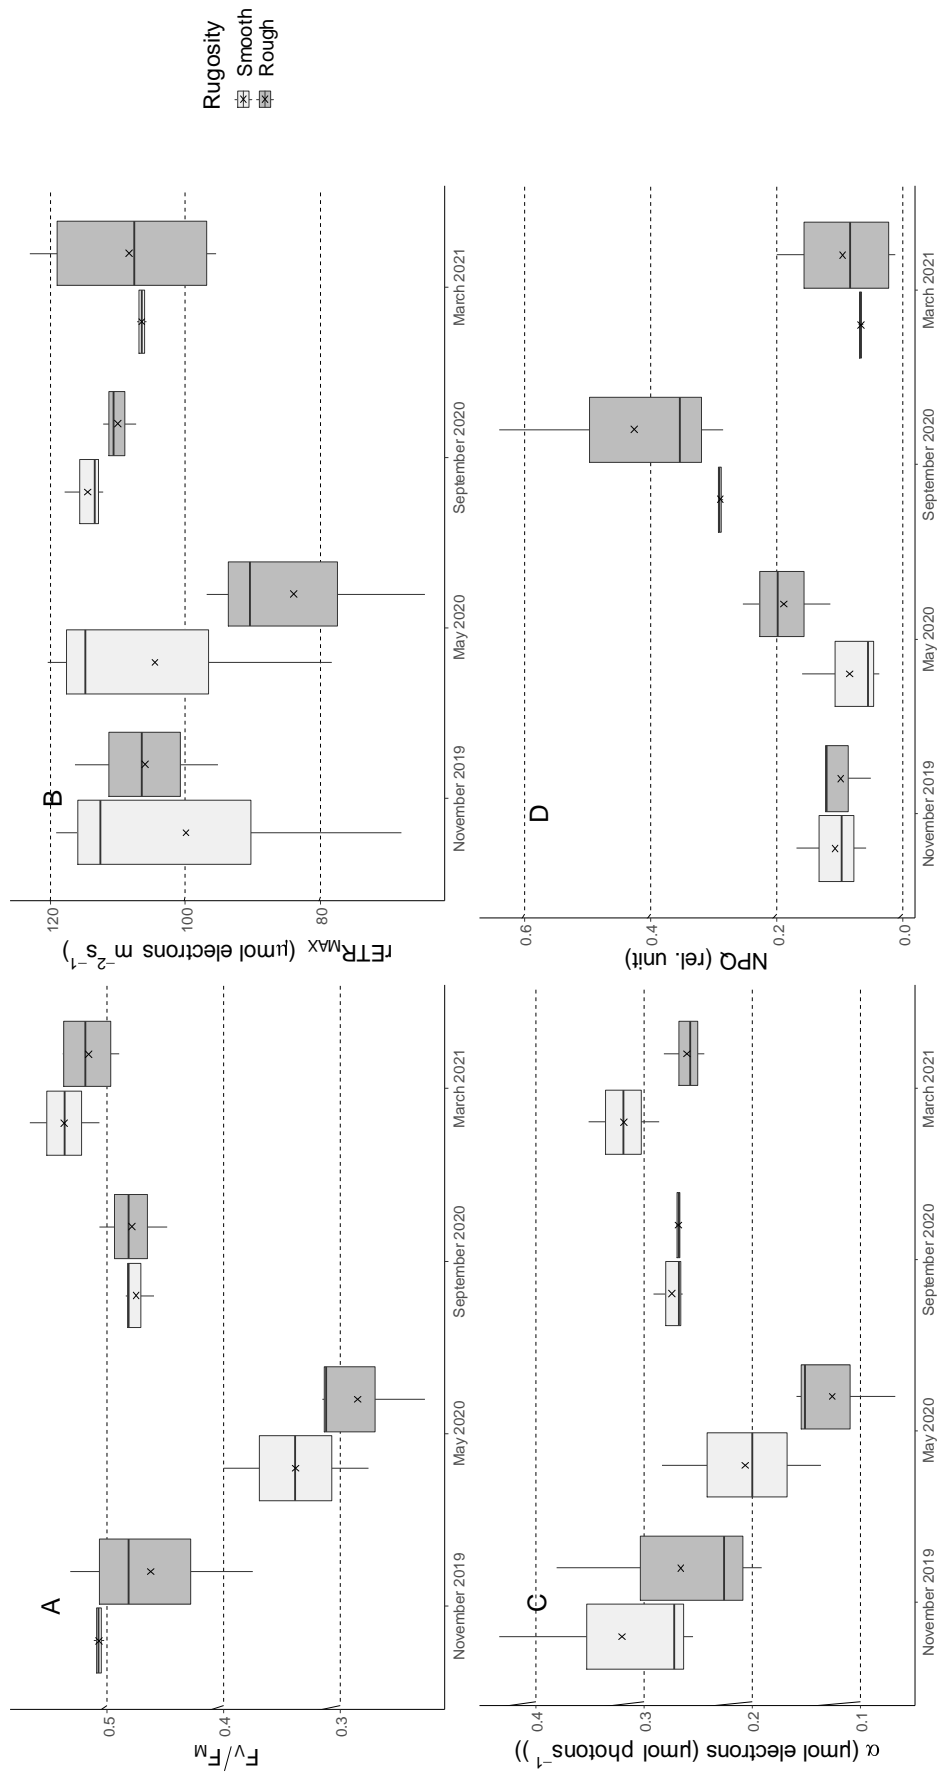 A
F_V/F_M
0.5
0.4
0.3
November 2019
May 2020
September 2020
March 2021
B
rETR_MAX (μmol electrons m⁻²s⁻¹)
120
100
80
November 2019
May 2020
September 2020
March 2021
Rugosity
Smooth
Rough
C
α (μmol electrons (μmol photons⁻¹))
0.4
0.3
0.2
0.1
November 2019
May 2020
September 2020
March 2021
D
NPQ (rel. unit)
0.6
0.4
0.2
0.0
November 2019
May 2020
September 2020
March 2021